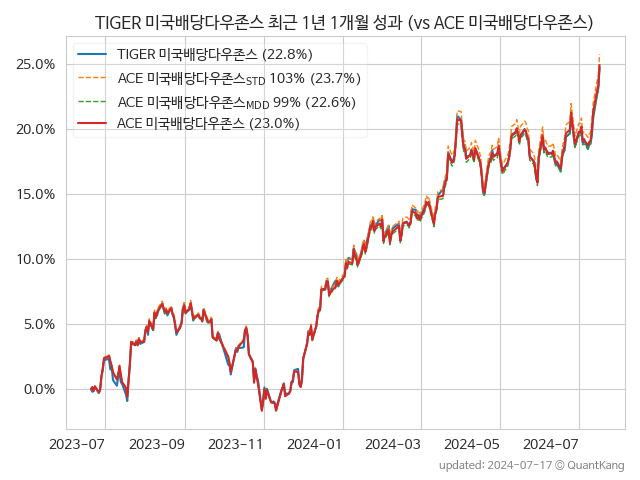 TIGER 미국배당다우존스 최근 1년 1개월 성과 (vs ACE 미국배당다우존스)
TIGER 미국배당다우존스 (22.8%)
ACE 미국배당다우존스STD 103% (23.7%)
ACE 미국배당다우존스MDD 99% (22.6%)
ACE 미국배당다우존스 (23.0%)
25.0%
20.0%
15.0%
10.0%
5.0%
0.0%
2023-07 2023-09 2023-11 2024-01 2024-03 2024-05 2024-07
updated: 2024-07-17 © QuantKang